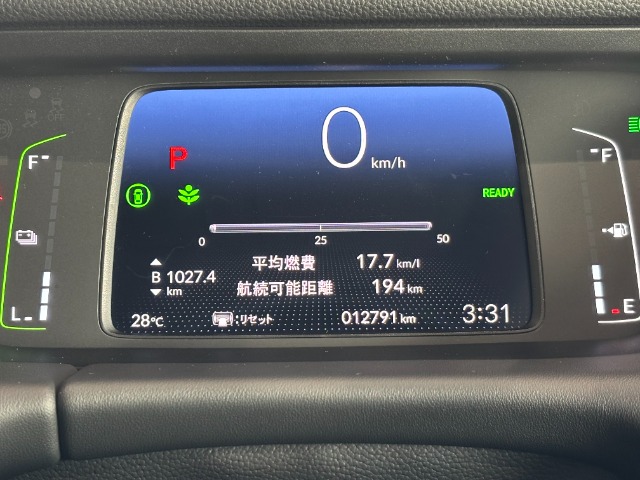 0 km/h
P
F
F
READY
0 25 50
平均燃費 17.7 km/l
B 1027.4 km
航続可能距離 194 km
L
E
28℃ :リセット 012791 km 3:31